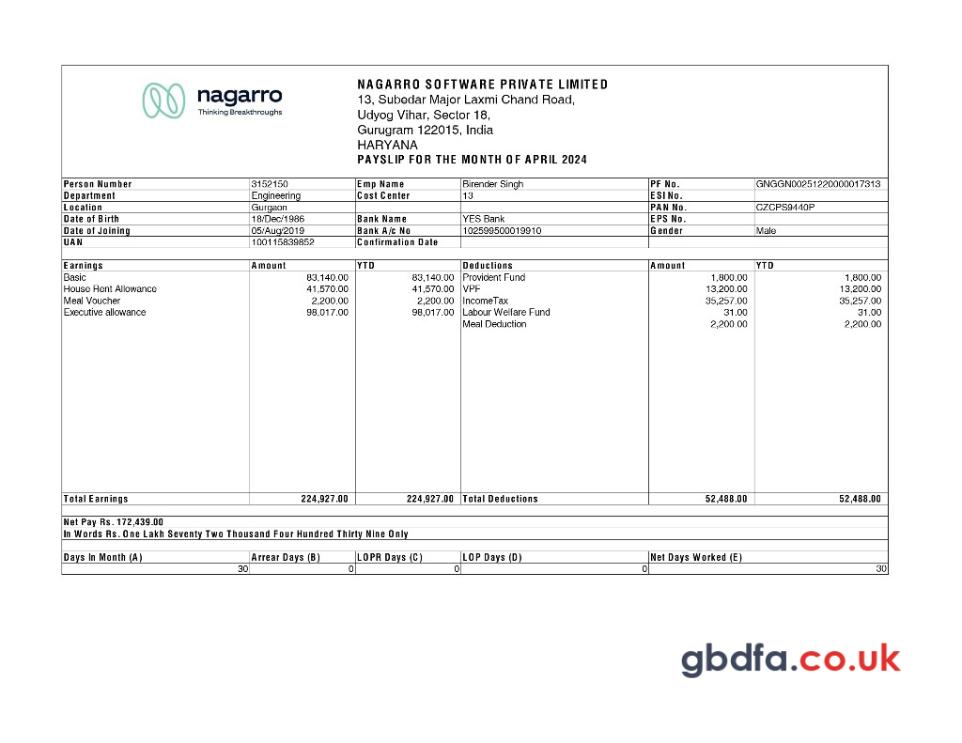 nagarro
Thinking Breakthroughs
NAGARRO SOFTWARE PRIVATE LIMITED
13, Subedar Major Laxmi Chand Road,
Udyog Vihar, Sector 18,
Gurugram 122015, India
HARYANA
PAYSLIP FOR THE MONTH OF APRIL 2024
Person Number 3152150 Emp Name Birender Singh PF No. GNGGN00251220000017313
Department Engineering Cost Center 13 ESI No.
Location Gurgaon PAN No. CZCPS9440P
Date of Birth 18/Dec/1986 Bank Name YES Bank EPS No.
Date of Joining 05/Aug/2019 Bank A/c No 102599500019910 Gender Male
UAN 100115839852 Confirmation Date
Earnings Amount YTD Deductions Amount YTD
Basic 83,140.00 83,140.00 Provident Fund 1,800.00 1,800.00
House Rent Allowance 41,570.00 41,570.00 VPF 13,200.00 13,200.00
Meal Voucher 2,200.00 2,200.00 IncomeTax 35,257.00 35,257.00
Executive allowance 98,017.00 98,017.00 Labour Welfare Fund 31.00 31.00
Meal Deduction 2,200.00 2,200.00
Total Earnings 224,927.00 224,927.00 Total Deductions 52,488.00 52,488.00
Net Pay Rs. 172,439.00
In Words Rs. One Lakh Seventy Two Thousand Four Hundred Thirty Nine Only
Days In Month (A) Arrear Days (B) LOPR Days (C) LOP Days (D) Net Days Worked (E)
30 0 0 0 30
gbdfa.co.uk